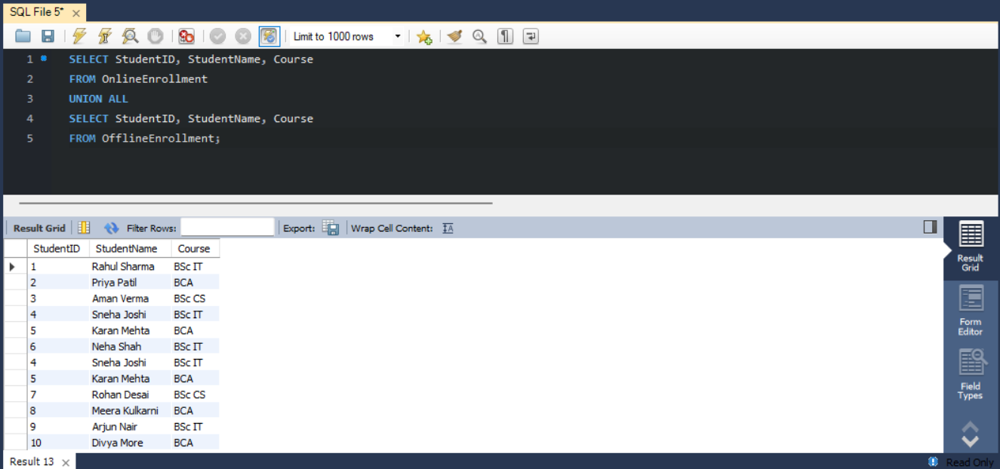 SQL File 5*
Limit to 1000 rows
1 SELECT StudentID, StudentName, Course
2 FROM OnlineEnrollment
3 UNION ALL
4 SELECT StudentID, StudentName, Course
5 FROM OfflineEnrollment;
Result Grid Filter Rows: Export: Wrap Cell Content:
StudentID StudentName Course
1 Rahul Sharma BSc IT
2 Priya Patil BCA
3 Aman Verma BSc CS
4 Sneha Joshi BSc IT
5 Karan Mehta BCA
6 Neha Shah BSc IT
4 Sneha Joshi BSc IT
5 Karan Mehta BCA
7 Rohan Desai BSc CS
8 Meera Kulkarni BCA
9 Arjun Nair BSc IT
10 Divya More BCA
Result
Grid
Form
Editor
Field
Types
Result 13
Read Only